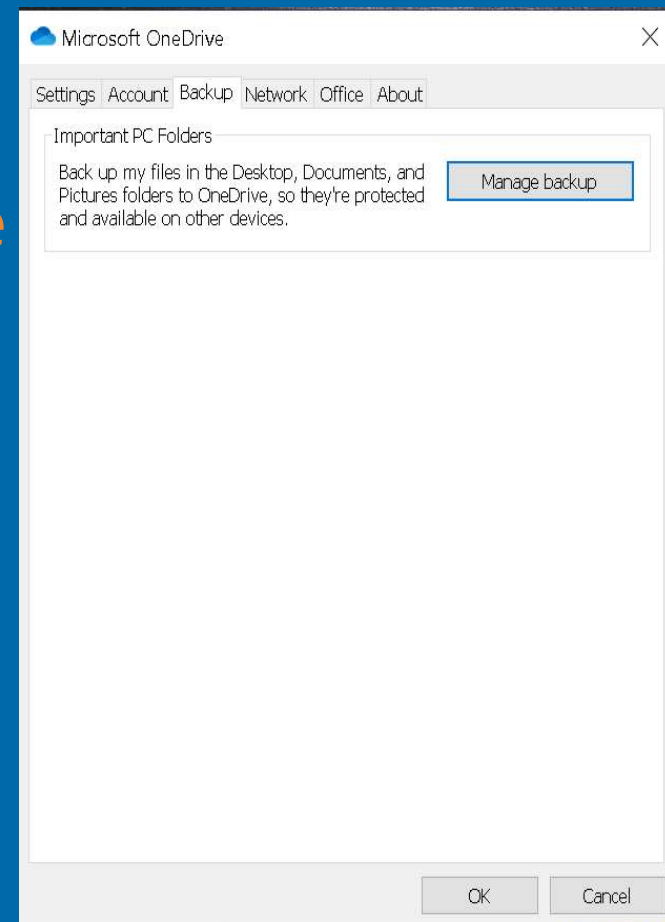 Microsoft OneDrive
Settings Account Backup Network Office About
Important PC Folders
Back up my files in the Desktop, Documents, and
Pictures folders to OneDrive, so they're protected
and available on other devices.
Manage backup
e
OK Cancel